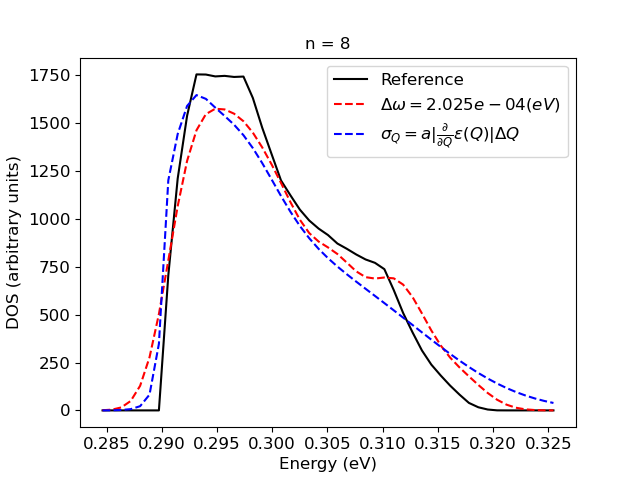 n = 8
Reference
Δω = 2.025e − 04(eV)
σ_Q = a|∂/∂Q ε(Q)|ΔQ
DOS (arbitrary units)
1750
1500
1250
1000
750
500
250
0
0.285 0.290 0.295 0.300 0.305 0.310 0.315 0.320 0.325
Energy (eV)